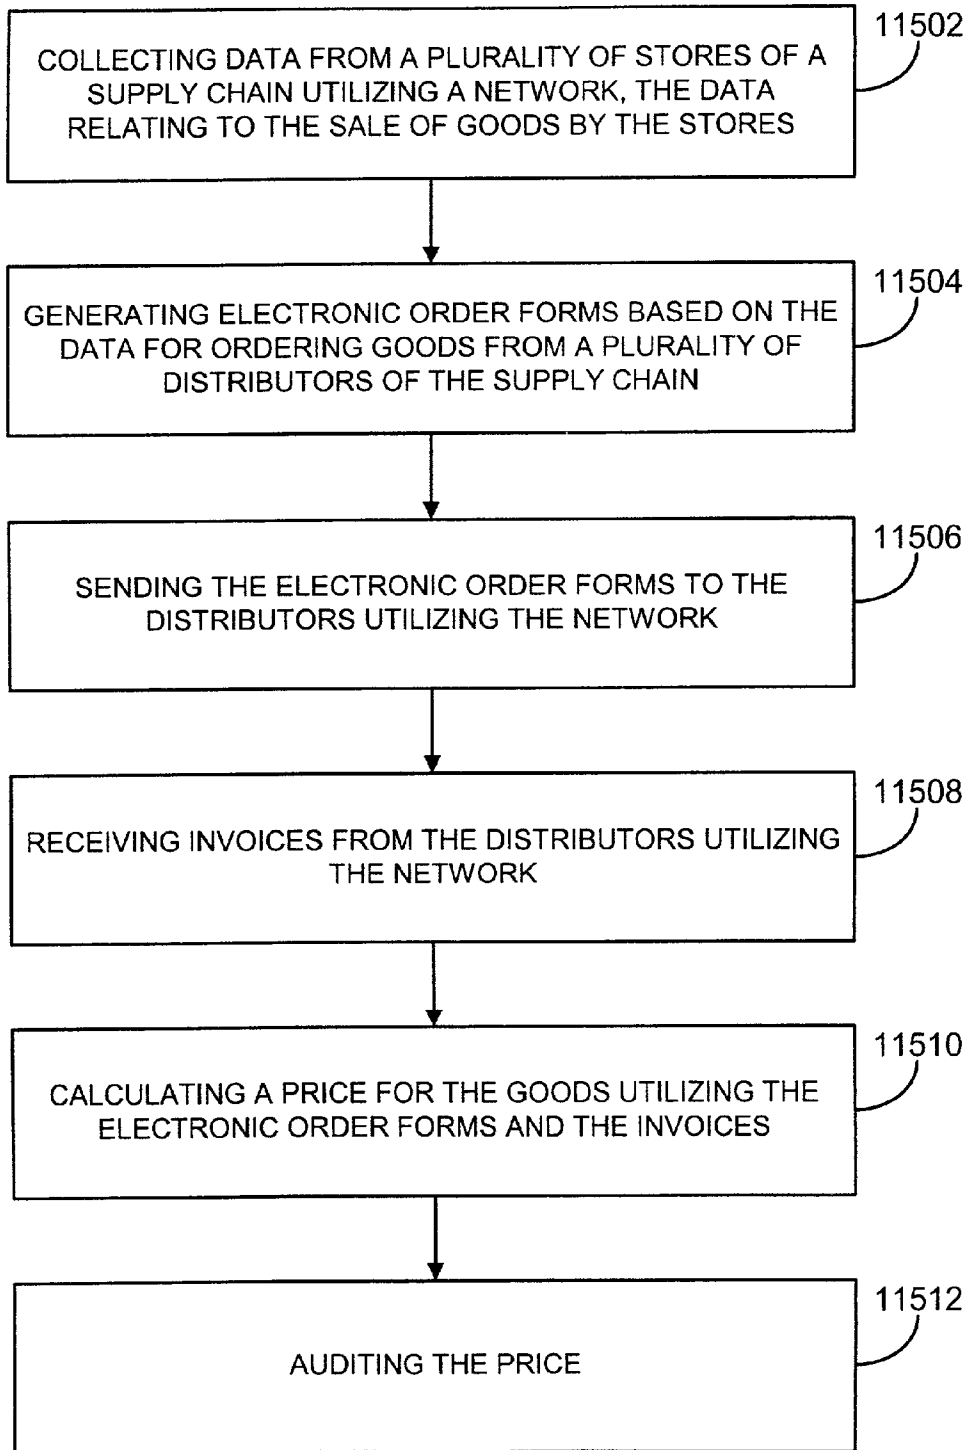 11502
COLLECTING DATA FROM A PLURALITY OF STORES OF A
SUPPLY CHAIN UTILIZING A NETWORK, THE DATA
RELATING TO THE SALE OF GOODS BY THE STORES
11504
GENERATING ELECTRONIC ORDER FORMS BASED ON THE
DATA FOR ORDERING GOODS FROM A PLURALITY OF
DISTRIBUTORS OF THE SUPPLY CHAIN
11506
SENDING THE ELECTRONIC ORDER FORMS TO THE
DISTRIBUTORS UTILIZING THE NETWORK
11508
RECEIVING INVOICES FROM THE DISTRIBUTORS UTILIZING
THE NETWORK
11510
CALCULATING A PRICE FOR THE GOODS UTILIZING THE
ELECTRONIC ORDER FORMS AND THE INVOICES
11512
AUDITING THE PRICE